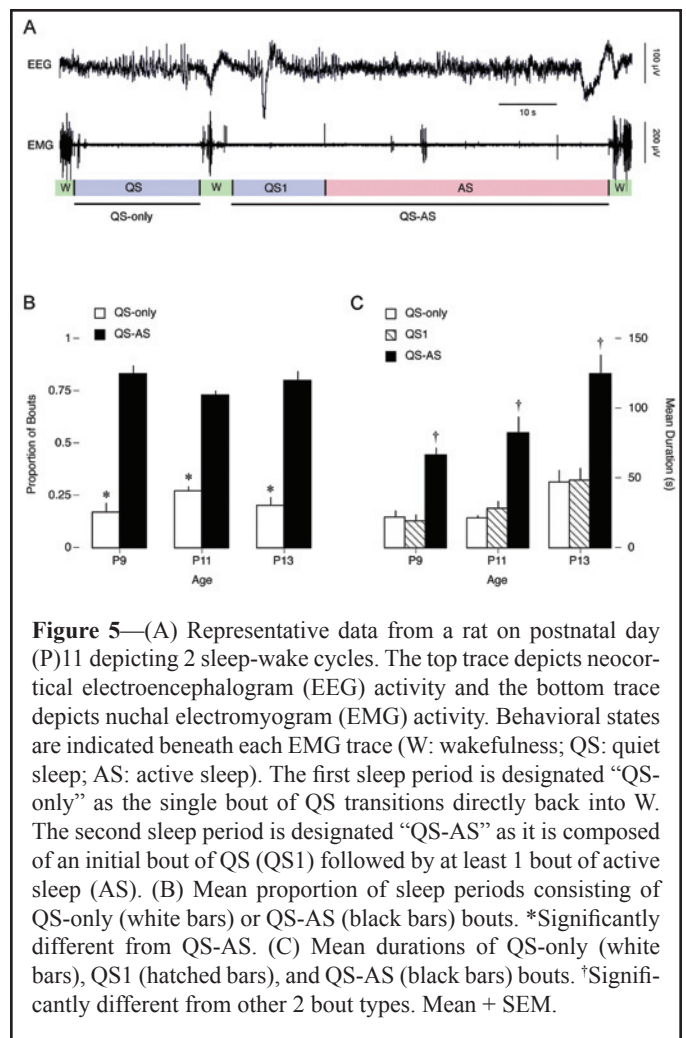 A
EEG
100 µV
10 s
EMG
200 µV
W QS W QS1 AS W
QS-only QS-AS
B
QS-only
QS-AS
1
0.75
0.5
0.25
0
Proportion of Bouts
* * *
P9 P11 P13
Age
C
QS-only
QS1
QS-AS
150
100
50
0
Mean Duration (s)
† † †
P9 P11 P13
Age
Figure 5—(A) Representative data from a rat on postnatal day
(P)11 depicting 2 sleep-wake cycles. The top trace depicts neocor-
tical electroencephalogram (EEG) activity and the bottom trace
depicts nuchal electromyogram (EMG) activity. Behavioral states
are indicated beneath each EMG trace (W: wakefulness; QS: quiet
sleep; AS: active sleep). The first sleep period is designated “QS-
only” as the single bout of QS transitions directly back into W.
The second sleep period is designated “QS-AS” as it is composed
of an initial bout of QS (QS1) followed by at least 1 bout of active
sleep (AS). (B) Mean proportion of sleep periods consisting of
QS-only (white bars) or QS-AS (black bars) bouts. *Significantly
different from QS-AS. (C) Mean durations of QS-only (white
bars), QS1 (hatched bars), and QS-AS (black bars) bouts. †Signifi-
cantly different from other 2 bout types. Mean + SEM.